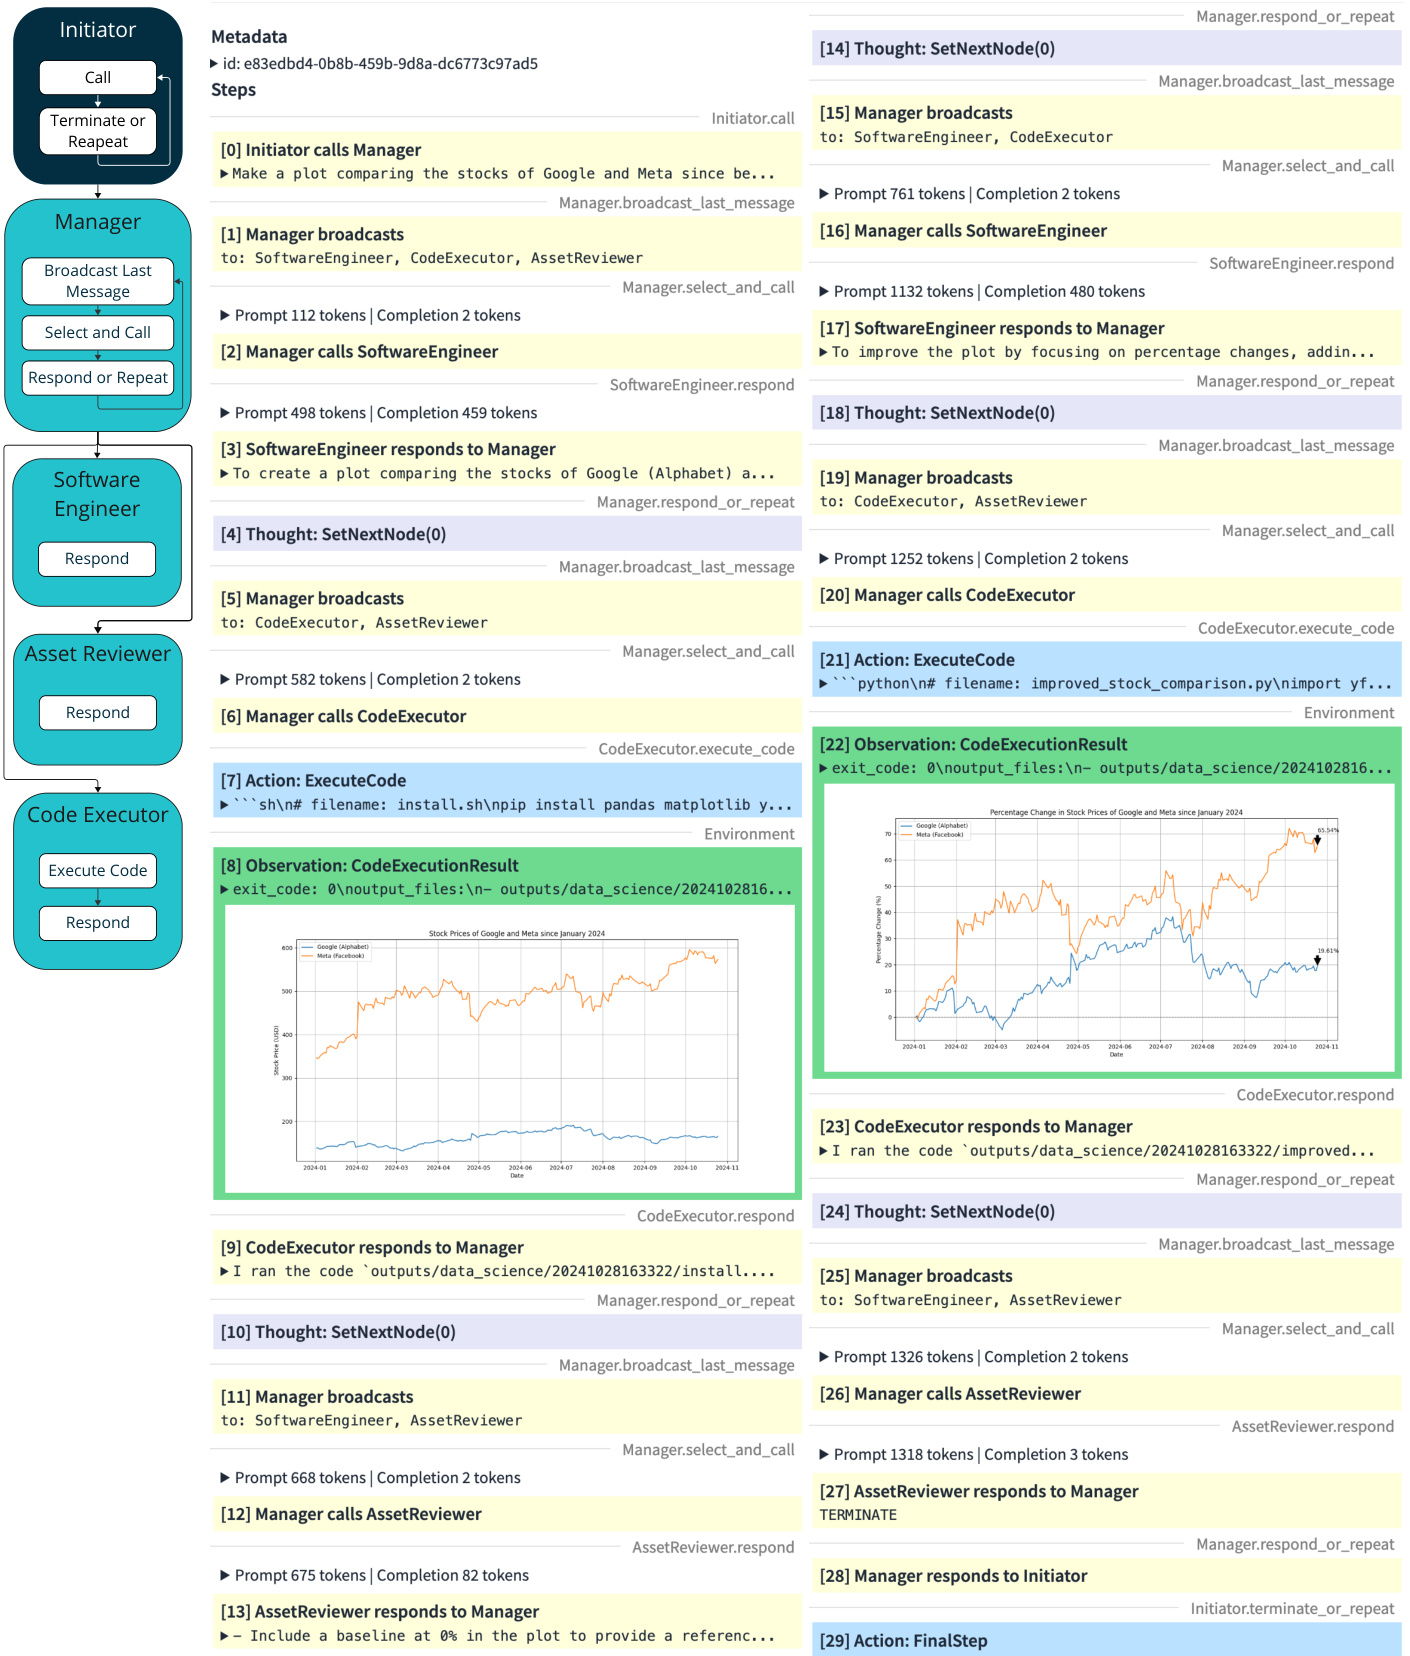 Initiator
Call
Terminate or
Reapeat
Manager
Broadcast Last
Message
Select and Call
Respond or Repeat
Software
Engineer
Respond
Asset Reviewer
Respond
Code Executor
Execute Code
Respond
Metadata
▶ id: e83edbd4-0b8b-459b-9d8a-dc6773c97ad5
Steps
Initiator.call
[0] Initiator calls Manager
▶ Make a plot comparing the stocks of Google and Meta since be...
Manager.broadcast_last_message
[1] Manager broadcasts
to: SoftwareEngineer, CodeExecutor, AssetReviewer
Manager.select_and_call
▶ Prompt 112 tokens | Completion 2 tokens
[2] Manager calls SoftwareEngineer
SoftwareEngineer.respond
▶ Prompt 498 tokens | Completion 459 tokens
[3] SoftwareEngineer responds to Manager
▶ To create a plot comparing the stocks of Google (Alphabet) a...
Manager.respond_or_repeat
[4] Thought: SetNextNode(0)
Manager.broadcast_last_message
[5] Manager broadcasts
to: CodeExecutor, AssetReviewer
Manager.select_and_call
▶ Prompt 582 tokens | Completion 2 tokens
[6] Manager calls CodeExecutor
CodeExecutor.execute_code
[7] Action: ExecuteCode
▶ ```sh\n# filename: install.sh\npip install pandas matplotlib y...
Environment
[8] Observation: CodeExecutionResult
▶ exit_code: 0\noutput_files:\n- outputs/data_science/2024102816...
Stock Prices of Google and Meta since January 2024
Google (Alphabet)
Meta (Facebook)
600
500
400
300
200
Stock Price (USD)
2024-01 2024-02 2024-03 2024-04 2024-05 2024-06 2024-07 2024-08 2024-09 2024-10 2024-11
Date
CodeExecutor.respond
[9] CodeExecutor responds to Manager
▶ I ran the code `outputs/data_science/20241028163322/install....
Manager.respond_or_repeat
[10] Thought: SetNextNode(0)
Manager.broadcast_last_message
[11] Manager broadcasts
to: SoftwareEngineer, AssetReviewer
Manager.select_and_call
▶ Prompt 668 tokens | Completion 2 tokens
[12] Manager calls AssetReviewer
AssetReviewer.respond
▶ Prompt 675 tokens | Completion 82 tokens
[13] AssetReviewer responds to Manager
▶ - Include a baseline at 0% in the plot to provide a referenc...
Manager.respond_or_repeat
[14] Thought: SetNextNode(0)
Manager.broadcast_last_message
[15] Manager broadcasts
to: SoftwareEngineer, CodeExecutor
Manager.select_and_call
▶ Prompt 761 tokens | Completion 2 tokens
[16] Manager calls SoftwareEngineer
SoftwareEngineer.respond
▶ Prompt 1132 tokens | Completion 480 tokens
[17] SoftwareEngineer responds to Manager
▶ To improve the plot by focusing on percentage changes, addin...
Manager.respond_or_repeat
[18] Thought: SetNextNode(0)
Manager.broadcast_last_message
[19] Manager broadcasts
to: CodeExecutor, AssetReviewer
Manager.select_and_call
▶ Prompt 1252 tokens | Completion 2 tokens
[20] Manager calls CodeExecutor
CodeExecutor.execute_code
[21] Action: ExecuteCode
▶ ```python\n# filename: improved_stock_comparison.py\nimport yf...
Environment
[22] Observation: CodeExecutionResult
▶ exit_code: 0\noutput_files:\n- outputs/data_science/2024102816...
Percentage Change in Stock Prices of Google and Meta since January 2024
Google (Alphabet)
Meta (Facebook)
65.54%
19.61%
70
60
50
40
30
20
10
0
Percentage Change (%)
2024-01 2024-02 2024-03 2024-04 2024-05 2024-06 2024-07 2024-08 2024-09 2024-10 2024-11
Date
CodeExecutor.respond
[23] CodeExecutor responds to Manager
▶ I ran the code `outputs/data_science/20241028163322/improved...
Manager.respond_or_repeat
[24] Thought: SetNextNode(0)
Manager.broadcast_last_message
[25] Manager broadcasts
to: SoftwareEngineer, AssetReviewer
Manager.select_and_call
▶ Prompt 1326 tokens | Completion 2 tokens
[26] Manager calls AssetReviewer
AssetReviewer.respond
▶ Prompt 1318 tokens | Completion 3 tokens
[27] AssetReviewer responds to Manager
TERMINATE
Manager.respond_or_repeat
[28] Manager responds to Initiator
Initiator.terminate_or_repeat
[29] Action: FinalStep